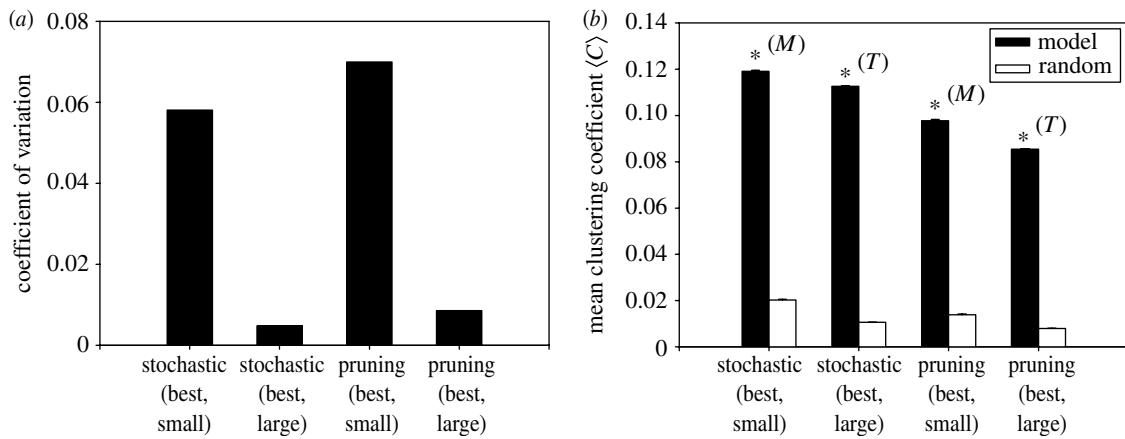 (a)
0.08
0.06
0.04
0.02
0
coefficient of variation
stochastic (best, small)
stochastic (best, large)
pruning (best, small)
pruning (best, large)
(b)
0.14
0.12
0.10
0.08
0.06
0.04
0.02
0
mean clustering coefficient ⟨C⟩
* (M)
* (T)
* (M)
* (T)
model
random
stochastic (best, small)
stochastic (best, large)
pruning (best, small)
pruning (best, large)